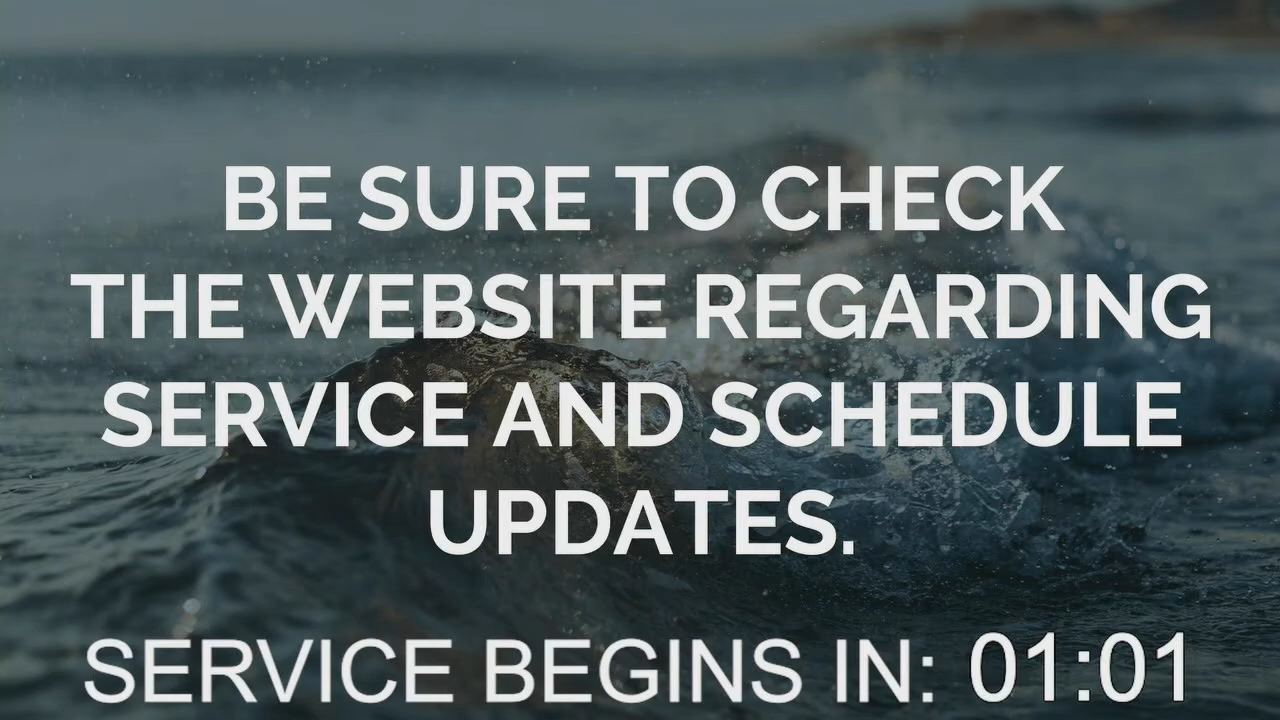 BE SURE TO CHECK
THE WEBSITE REGARDING
SERVICE AND SCHEDULE
UPDATES.
SERVICE BEGINS IN: 01:01